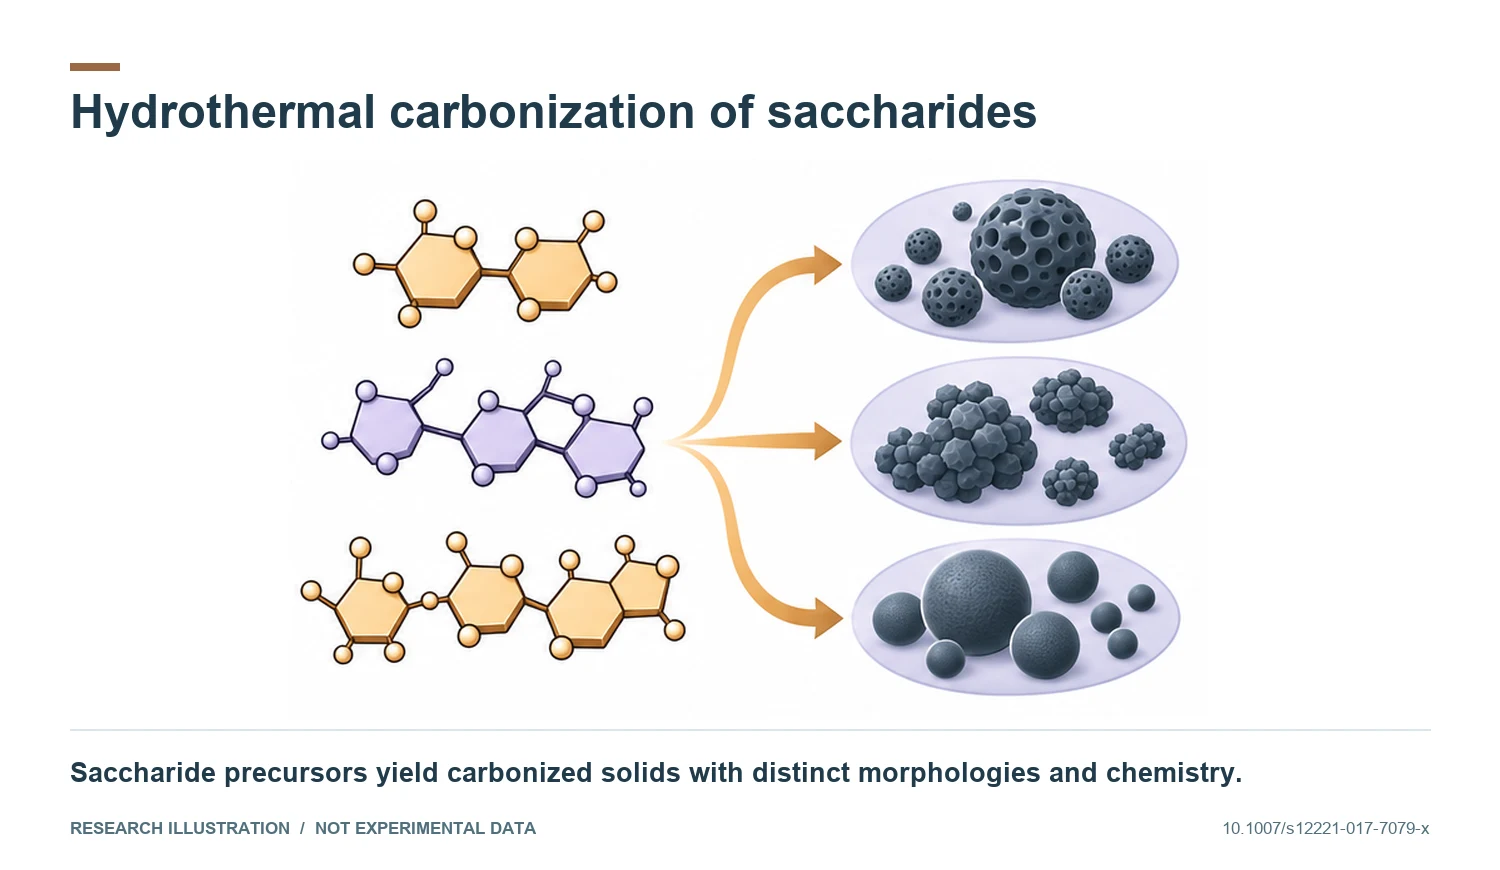 Hydrothermal carbonization of saccharides
Saccharide precursors yield carbonized solids with distinct morphologies and chemistry.
RESEARCH ILLUSTRATION / NOT EXPERIMENTAL DATA
10.1007/s12221-017-7079-x